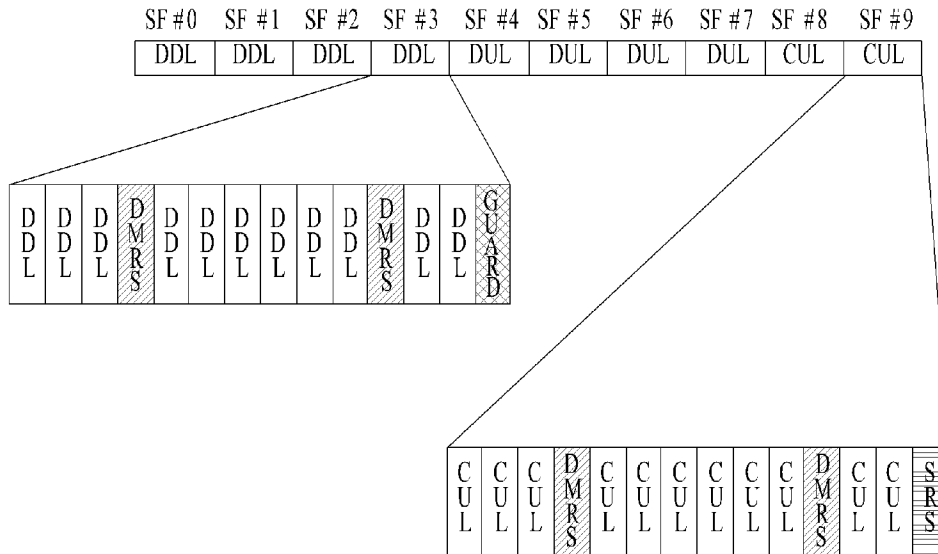 SF #0 SF #1 SF #2 SF #3 SF #4 SF #5 SF #6 SF #7 SF #8 SF #9
DDL DDL DDL DDL DUL DUL DUL DUL CUL CUL
DDL DDL DDL DMRS DDL DDL DDL DDL DDL DDL DMRS DDL DDL GUARD
CUL CUL CUL DMRS CUL CUL CUL CUL CUL CUL DMRS CUL CUL SRS